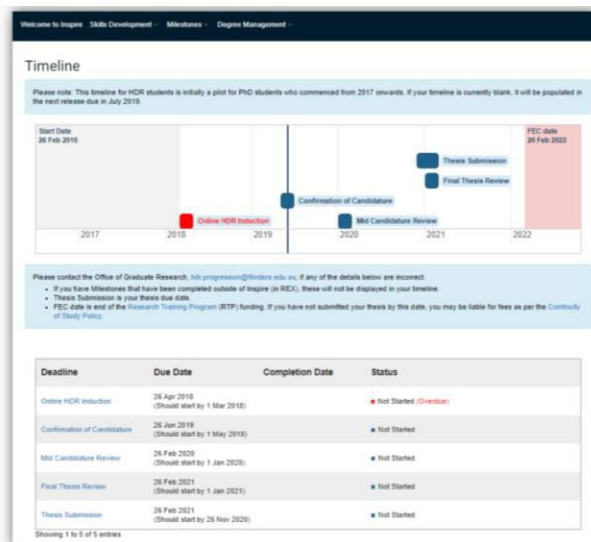 Welcome to Inspire Skills Development Milestones Degree Management
Timeline
Please note: This timeline for HDR students is initially a pilot for PhD students who commenced from 2017 onwards. If your timeline is currently blank, it will be populated in
the next release due in July 2019.
Start Date
26 Feb 2018
FEC date
26 Feb 2022
Thesis Submission
Final Thesis Review
Confirmation of Candidature
Online HDR Induction
Mid Candidature Review
2017 2018 2019 2020 2021 2022
Please contact the Office of Graduate Research, hdr.progression@flinders.edu.au, if any of the details below are incorrect.
• If you have Milestones that have been completed outside of Inspire (in REX), these will not be displayed in your timeline.
• Thesis Submission is your thesis due date.
• FEC date is end of the Research Training Program (RTP) funding. If you have not submitted your thesis by this date, you may be liable for fees as per the Continuity
of Study Policy.
Deadline Due Date Completion Date Status
Online HDR Induction 26 Apr 2018 Not Started (Overdue)
(Should start by 1 Mar 2018)
Confirmation of Candidature 26 Jun 2019 Not Started
(Should start by 1 May 2019)
Mid Candidature Review 26 Feb 2020 Not Started
(Should start by 1 Jan 2020)
Final Thesis Review 26 Feb 2021 Not Started
(Should start by 1 Jan 2021)
Thesis Submission 26 Feb 2021 Not Started
(Should start by 26 Nov 2020)
Showing 1 to 5 of 5 entries